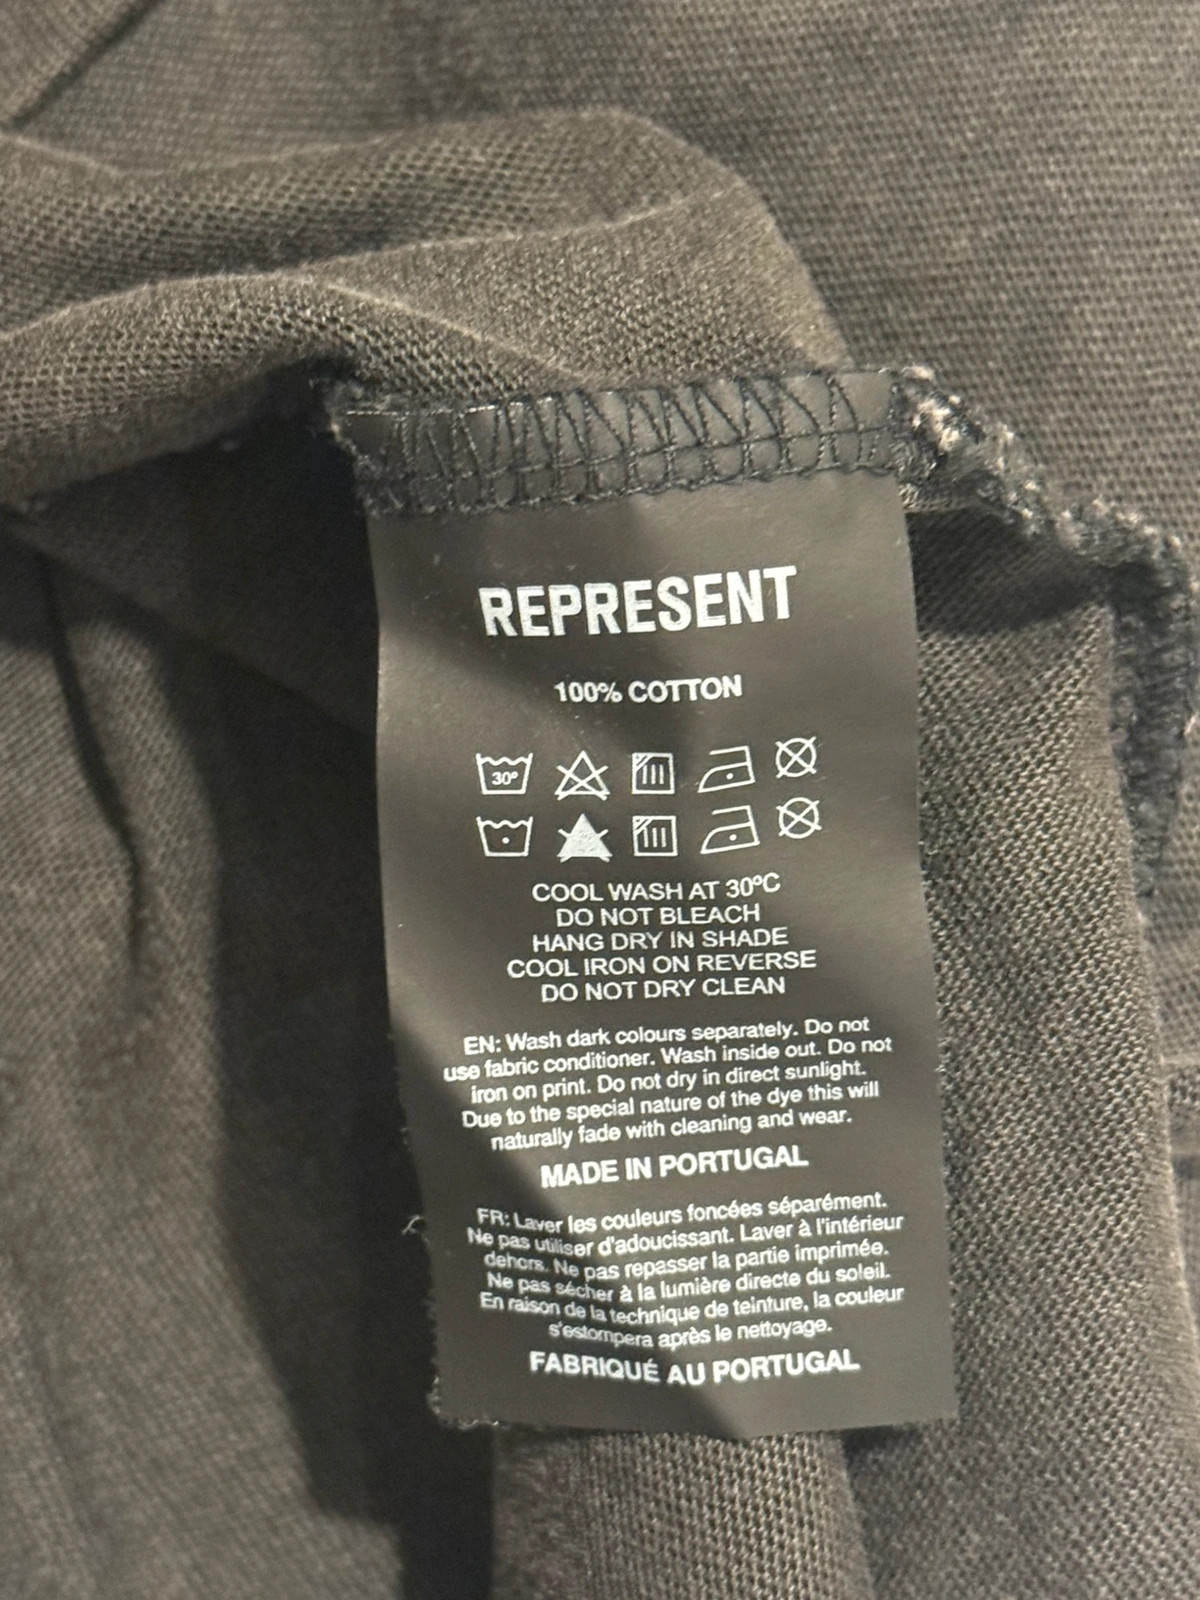 REPRESENT
100% COTTON
30°
COOL WASH AT 30ºC
DO NOT BLEACH
HANG DRY IN SHADE
COOL IRON ON REVERSE
DO NOT DRY CLEAN
EN: Wash dark colours separately. Do not
use fabric conditioner. Wash inside out. Do not
iron on print. Do not dry in direct sunlight.
Due to the special nature of the dye this will
naturally fade with cleaning and wear.
MADE IN PORTUGAL
FR: Laver les couleurs foncées séparément.
Ne pas utiliser d'adoucissant. Laver à l'intérieur
dehors. Ne pas repasser la partie imprimée.
Ne pas sécher à la lumière directe du soleil.
En raison de la technique de teinture, la couleur
s'estompera après le nettoyage.
FABRIQUÉ AU PORTUGAL